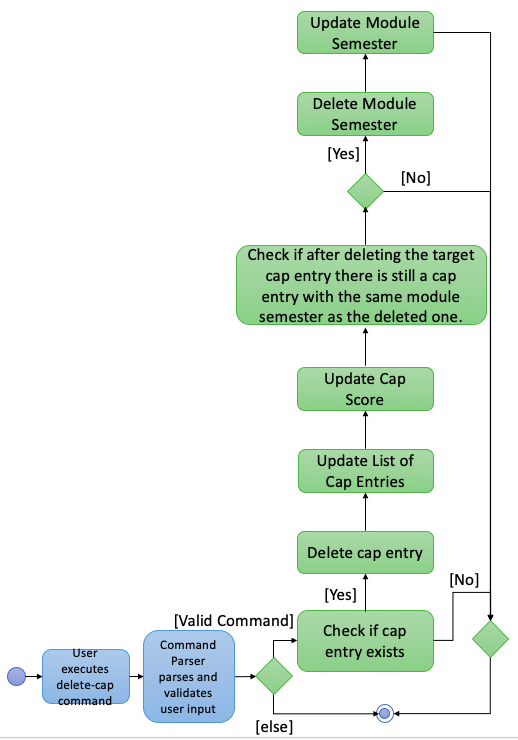 Update Module
Semester
Delete Module
Semester
[Yes]
[No]
Check if after deleting the target
cap entry there is still a cap
entry with the same module
semester as the deleted one.
Update Cap
Score
Update List of
Cap Entries
Delete cap entry
[Yes]
[No]
[Valid Command]
Check if cap
entry exists
User
executes
delete-cap
command
Command
Parser
parses and
validates
user input
[else]